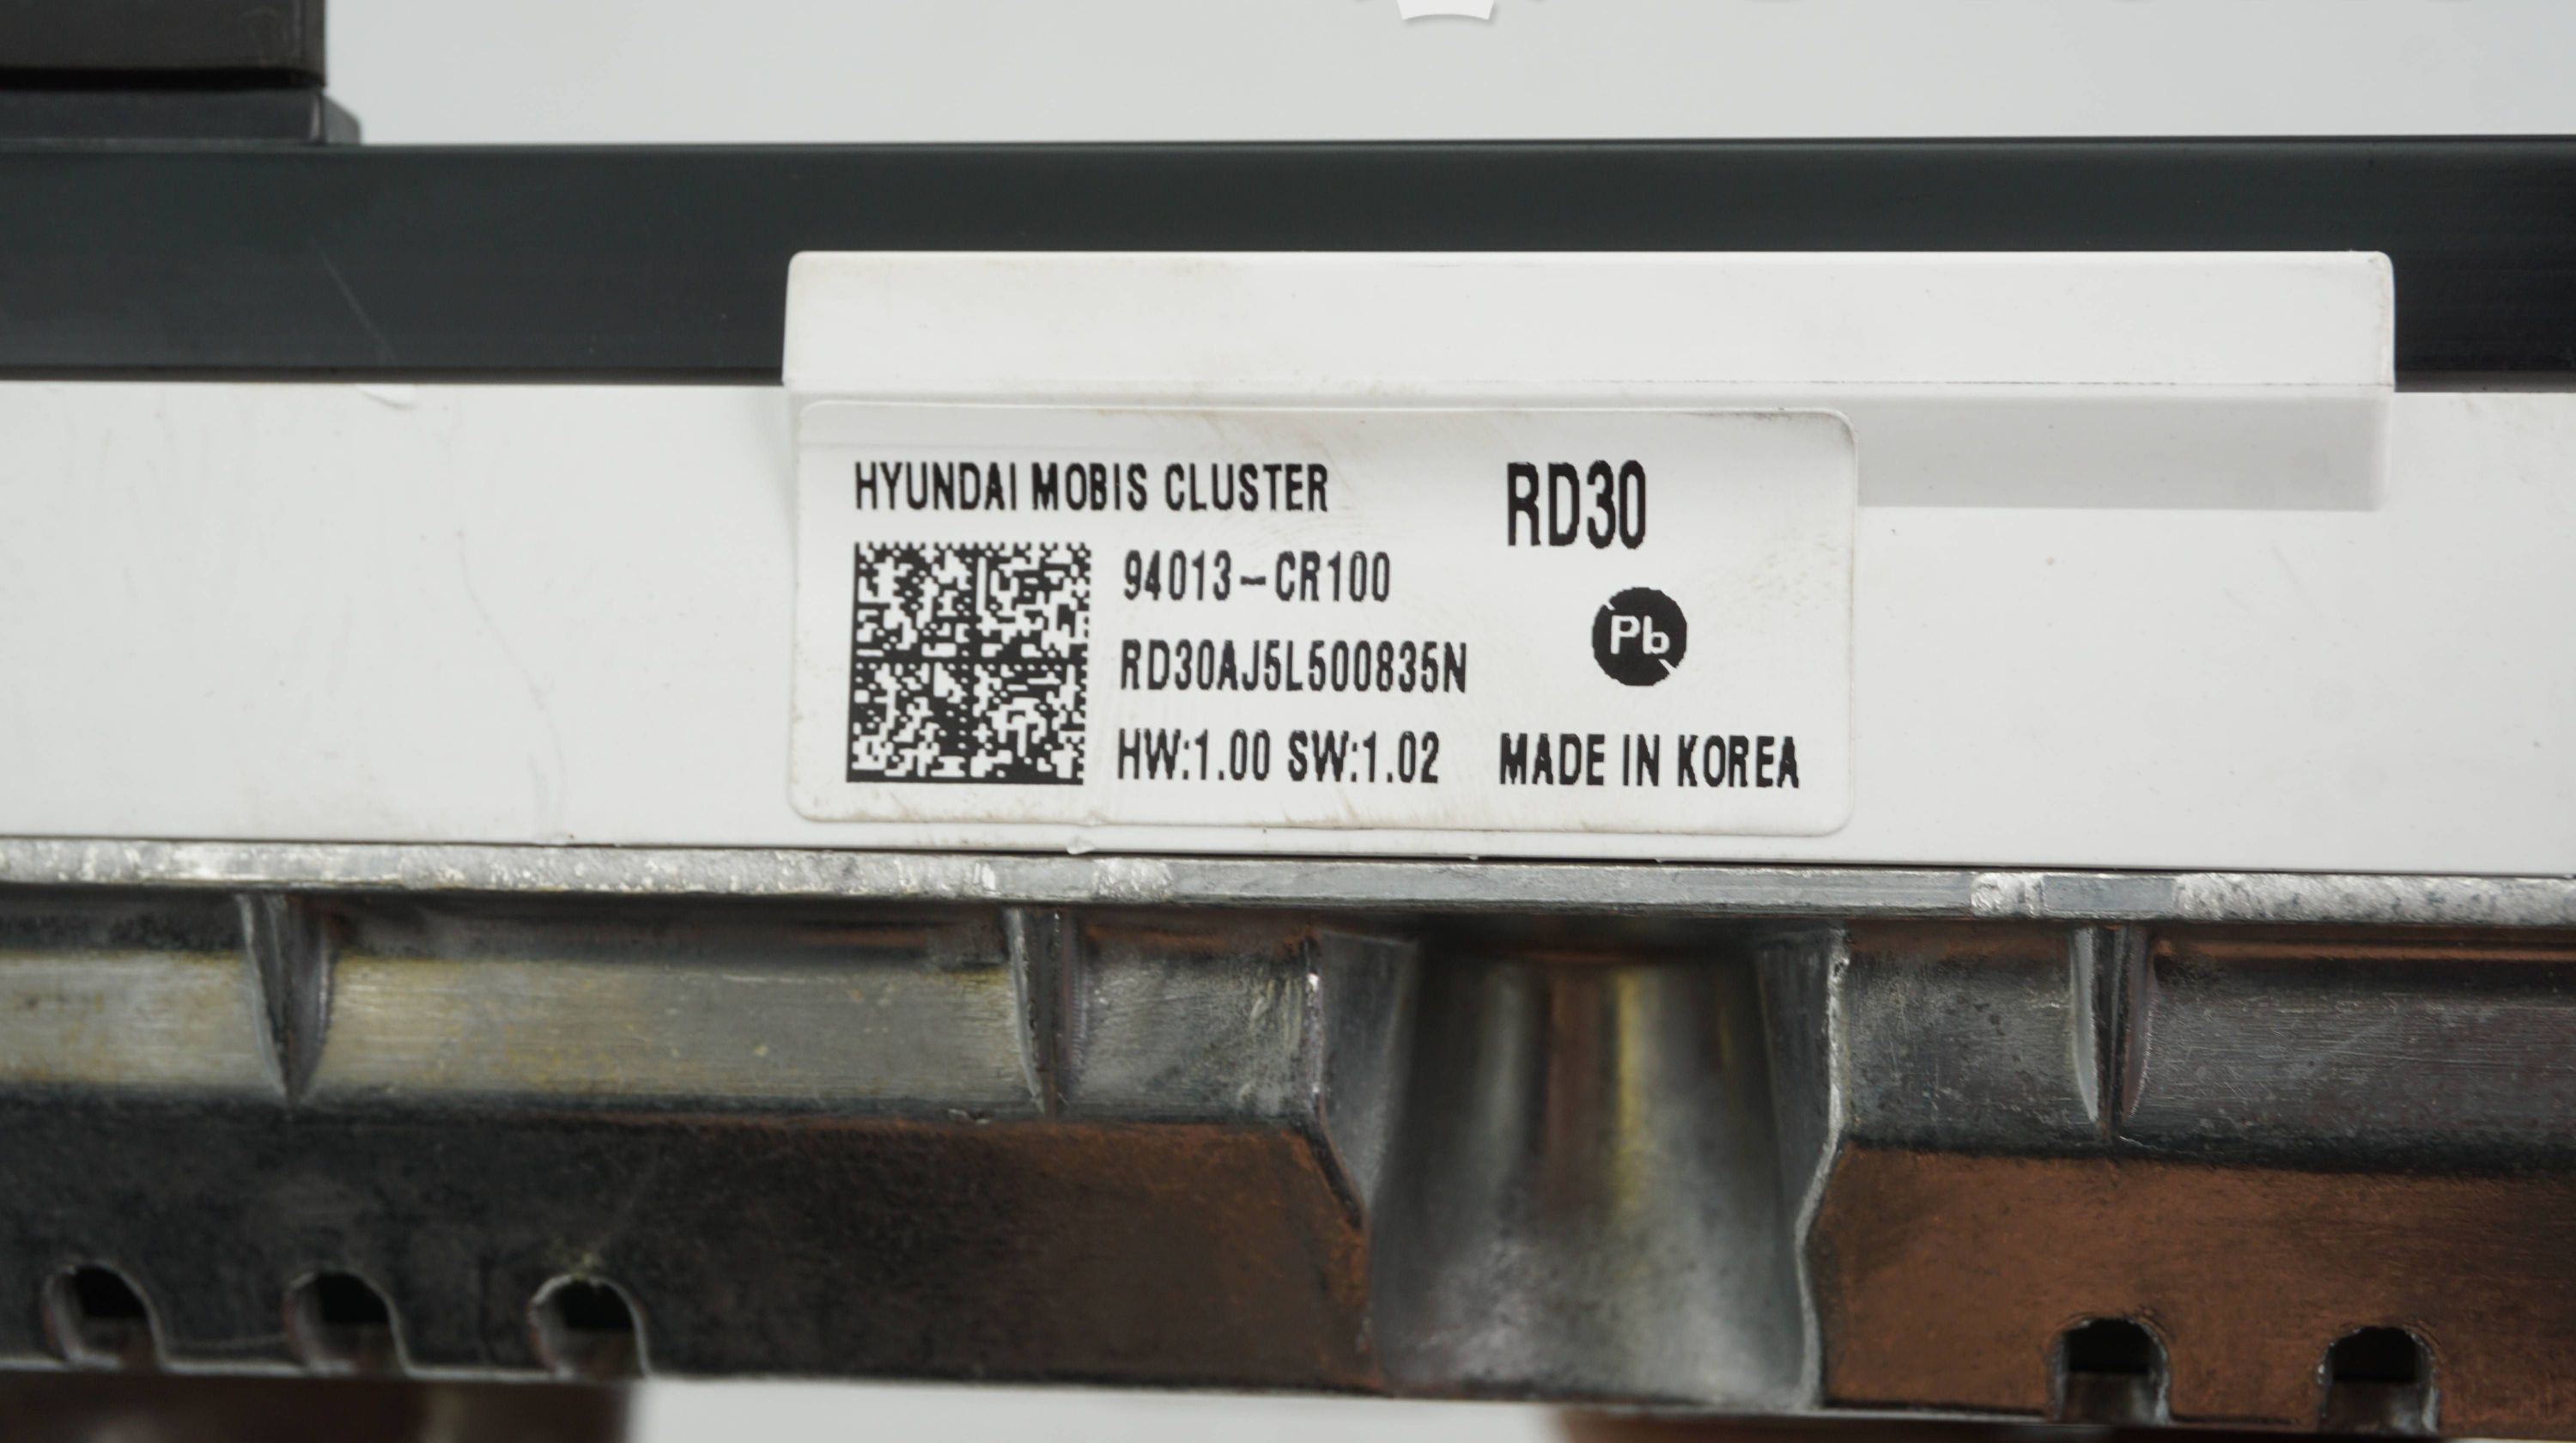 HYUNDAI MOBIS CLUSTER
RD30
94013-CR100
RD30AJ5L500835N
Pb
HW:1.00 SW:1.02
MADE IN KOREA